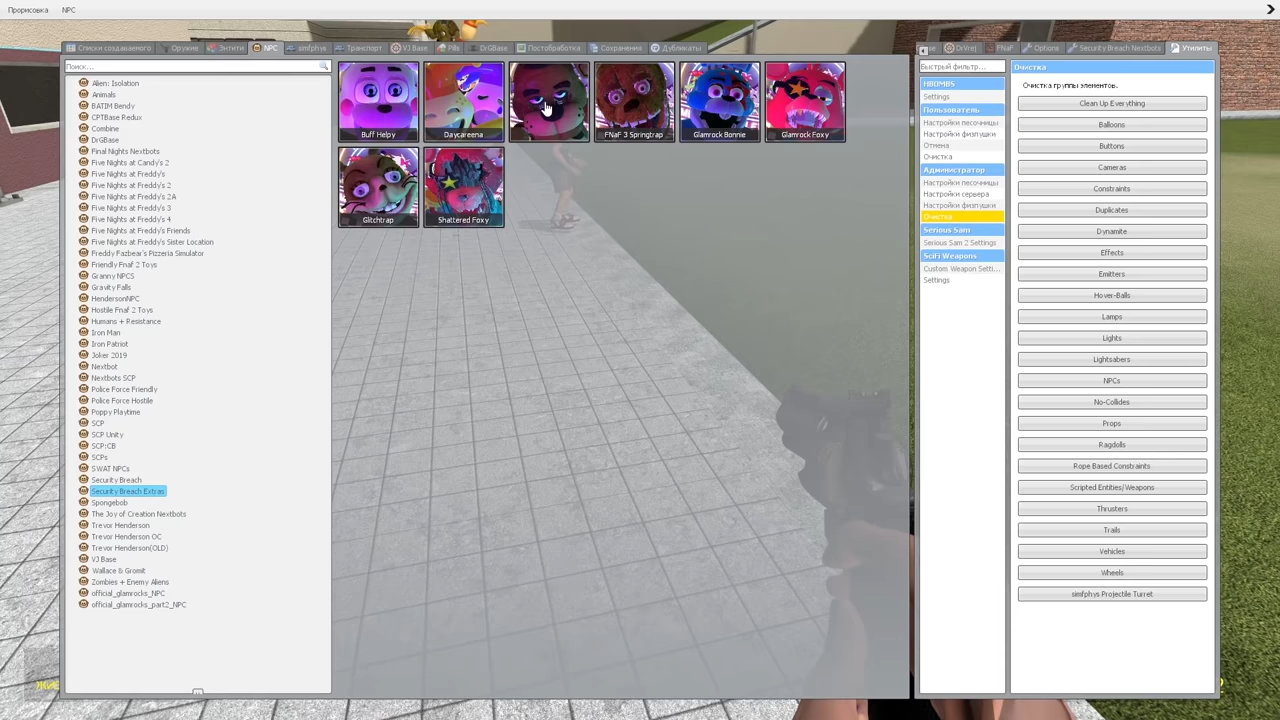 Прорисовка NPC
Списки создаваемого Оружие Энтити NPC simfphys Транспорт VJ Base Pills DrGBase Постобработка Сохранения Дубликаты
DrVrej FNaF Options Security Breach Nextbots Утилиты
Поиск...
Alien: Isolation
Animals
BATIM Bendy
CPTBase Redux
Combine
DrGBase
Final Nights Nextbots
Five Nights at Candy's 2
Five Nights at Freddy's
Five Nights at Freddy's 2
Five Nights at Freddy's 2A
Five Nights at Freddy's 3
Five Nights at Freddy's 4
Five Nights at Freddy's Friends
Five Nights at Freddy's Sister Location
Freddy Fazbear's Pizzeria Simulator
Friendly Fnaf 2 Toys
Granny NPCS
Gravity Falls
HendersonNPC
Hostile Fnaf 2 Toys
Humans + Resistance
Iron Man
Iron Patriot
Joker 2019
Nextbot
Nextbots SCP
Police Force Friendly
Police Force Hostile
Poppy Playtime
SCP
SCP Unity
SCP:CB
SCPs
SWAT NPCs
Security Breach
Security Breach Extras
Spongebob
The Joy of Creation Nextbots
Trevor Henderson
Trevor Henderson OC
Trevor Henderson(OLD)
VJ Base
Wallace & Gromit
Zombies + Enemy Aliens
official_glamrocks_NPC
official_glamrocks_part2_NPC
Buff Helpy Daycareena FNaF 3 Springtrap Glamrock Bonnie Glamrock Foxy
Glitchtrap Shattered Foxy
Быстрый фильтр...
HBOMBS
Settings
Пользователь
Настройки песочницы
Настройки физпушки
Отмена
Очистка
Администратор
Настройки песочницы
Настройки сервера
Настройки физпушки
Очистка
Serious Sam
Serious Sam 2 Settings
SciFi Weapons
Custom Weapon Setti...
Settings
Очистка
Очистка группы элементов.
Clean Up Everything
Balloons
Buttons
Cameras
Constraints
Duplicates
Dynamite
Effects
Emitters
Hover-Balls
Lamps
Lights
Lightsabers
NPCs
No-Collides
Props
Ragdolls
Rope Based Constraints
Scripted Entities/Weapons
Thrusters
Trails
Vehicles
Wheels
simfphys Projectile Turret